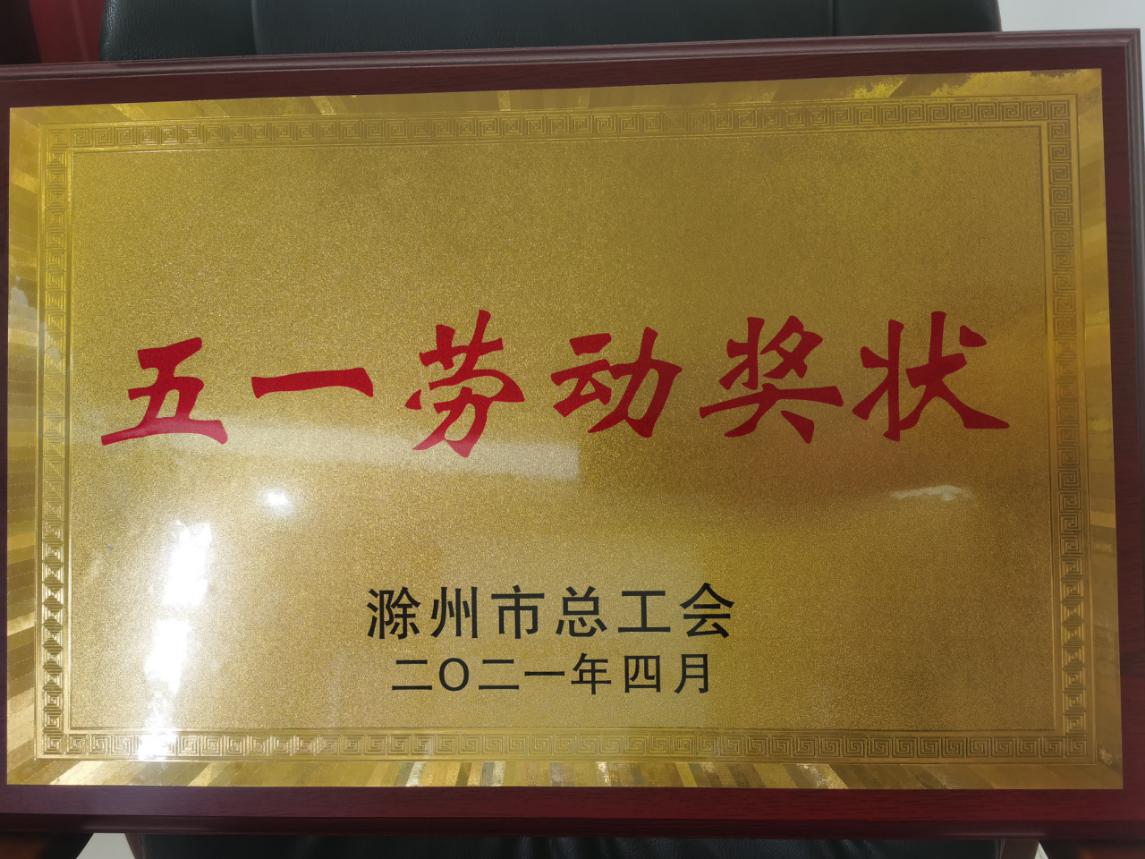 五一劳动奖状
滁州市总工会
二〇二一年四月